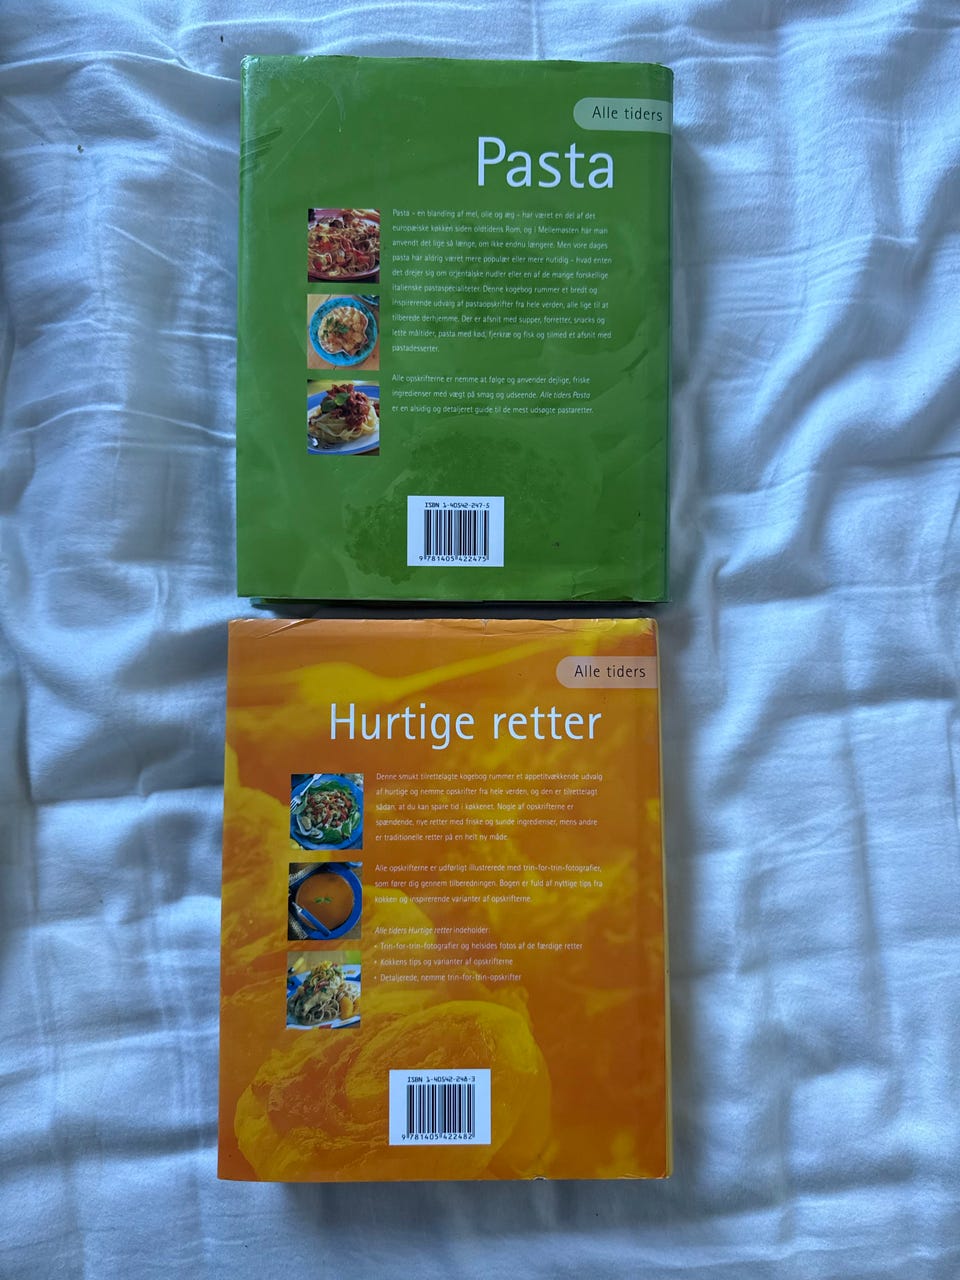 Alle tiders
Pasta
Pasta - en blanding af mel, olie og æg - har været en del af det
europæiske køkken siden oldtidens Rom, og i Mellemøsten har man
anvendt det lige så længe, om ikke endnu længere. Men vore dages
pasta har aldrig været mere populær eller mere nutidig - hvad enten
det drejer sig om orientalske nudler eller en af de mange forskellige
italienske pastaspecialiteter. Denne kogebog rummer et bredt og
inspirerende udvalg af pastaopskrifter fra hele verden, alle lige til at
tilberede derhjemme. Der er afsnit med supper, forretter, snacks og
lette måltider, pasta med kød, fjerkræ og fisk og tilmed et afsnit med
pastadesserter.
Alle opskrifterne er nemme at følge og anvender dejlige, friske
ingredienser med vægt på smag og udseende. Alle tiders Pasta
er en alsidig og detaljeret guide til de mest udsøgte pastaretter.
ISBN 1-40542-247-5
9 781405 422475
Alle tiders
Hurtige retter
Denne smukt tilrettelagte kogebog rummer et appetitvækkende udvalg
af hurtige og nemme opskrifter fra hele verden, og den er tilrettelagt
sådan, at du kan spare tid i køkkenet. Nogle af opskrifterne er
spændende, nye retter med friske og sunde ingredienser, mens andre
er traditionelle retter på en helt ny måde.
Alle opskrifterne er udførligt illustrerede med trin-for-trin-fotografier,
som fører dig gennem tilberedningen. Bogen er fuld af nyttige tips fra
kokken og inspirerende varianter af opskrifterne.
Alle tiders Hurtige retter indeholder:
• Trin-for-trin-fotografier og helsides fotos af de færdige retter
• Kokkens tips og varianter af opskrifterne
• Detaljerede, nemme trin-for-trin-opskrifter
ISBN 1-40542-248-3
9 781405 422482